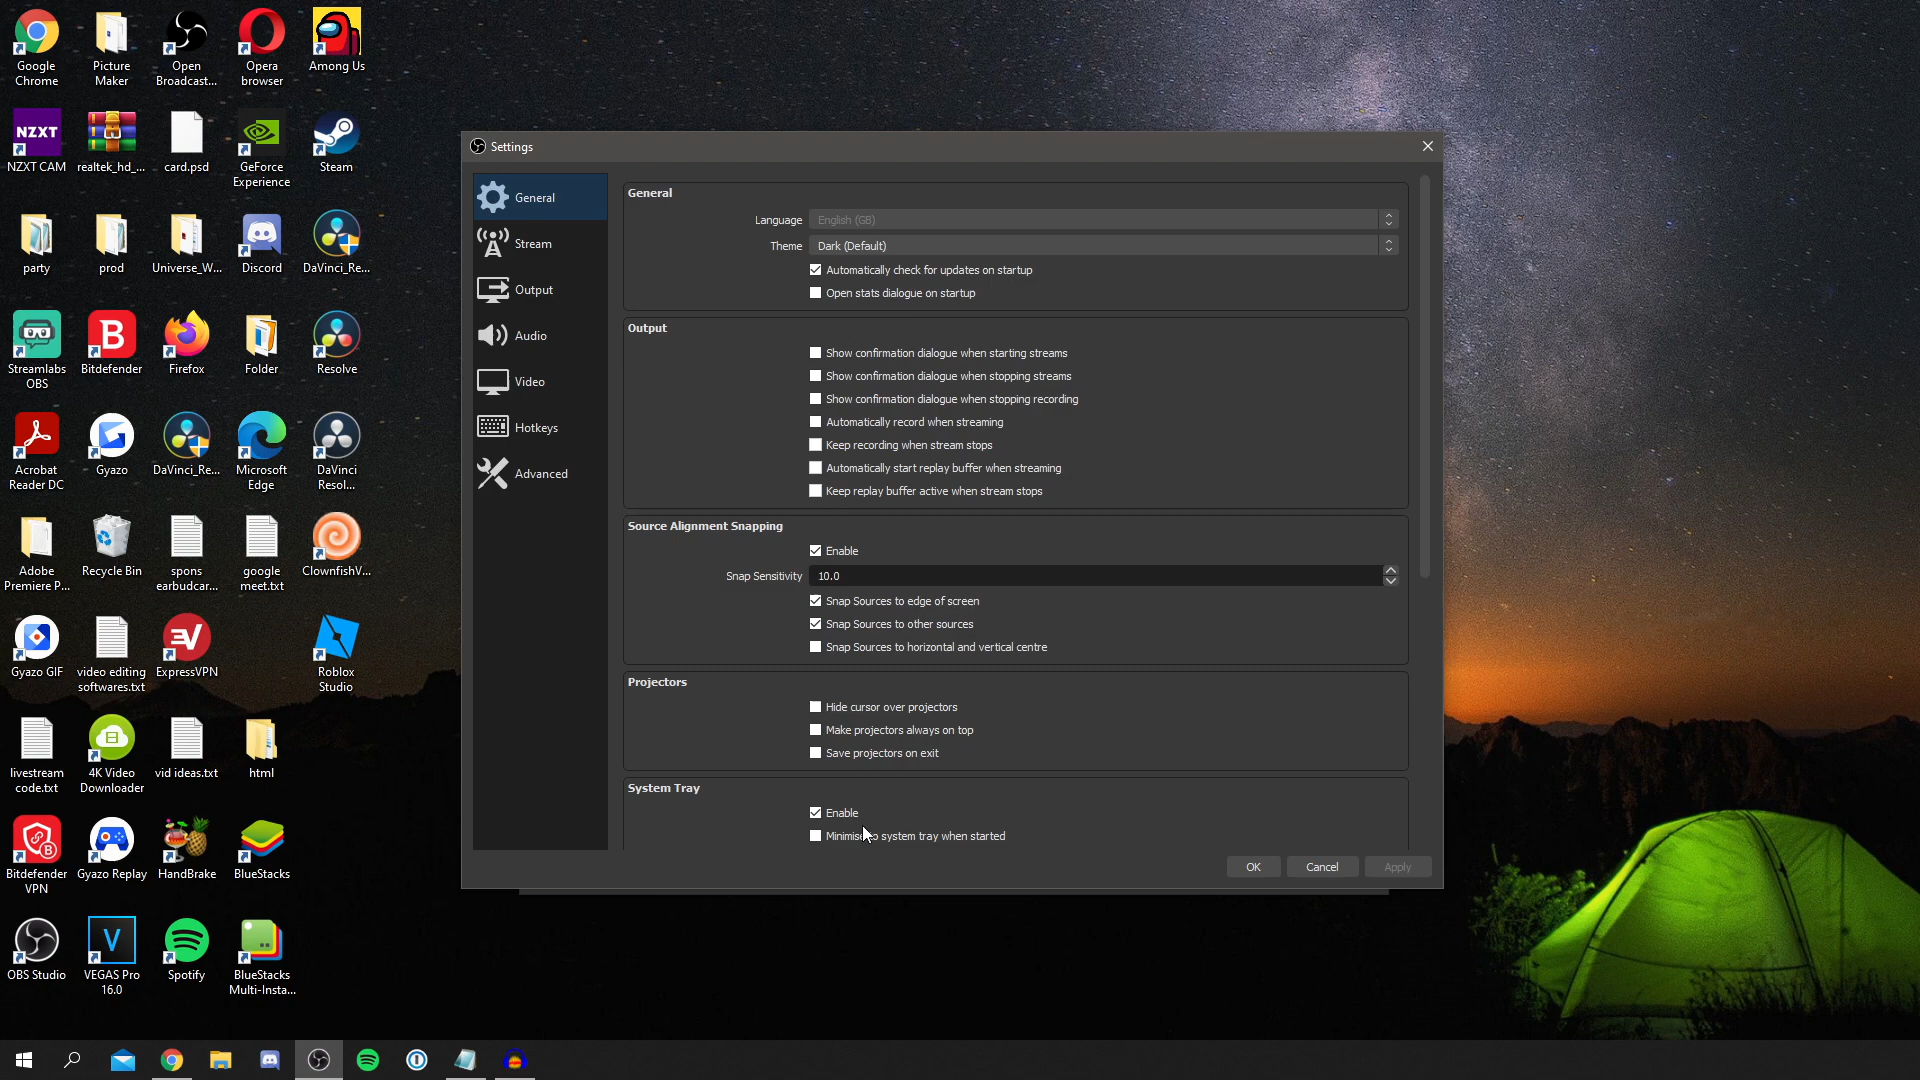 Google
Chrome
Picture
Maker
Open
Broadcast...
Opera
browser
Among Us
NZXT
NZXT CAM
realtek_hd_...
card.psd
GeForce
Experience
Steam
party
prod
Universe_W...
Discord
DaVinci_Re...
Streamlabs
OBS
B
Bitdefender
Firefox
Folder
Resolve
Acrobat
Reader DC
Gyazo
DaVinci_Re...
Microsoft
Edge
DaVinci
Resol...
Adobe
Premiere P...
Recycle Bin
spons
earbudcar...
google
meet.txt
ClownfishV...
Gyazo GIF
video editing
softwares.txt
ExpressVPN
Roblox
Studio
livestream
code.txt
4K Video
Downloader
vid ideas.txt
html
Bitdefender
VPN
Gyazo Replay
HandBrake
BlueStacks
OBS Studio
V
VEGAS Pro
16.0
Spotify
BlueStacks
Multi-Insta...
Settings
General
Stream
Output
Audio
Video
Hotkeys
Advanced
General
Language English (GB)
Theme Dark (Default)
Automatically check for updates on startup
Open stats dialogue on startup
Output
Show confirmation dialogue when starting streams
Show confirmation dialogue when stopping streams
Show confirmation dialogue when stopping recording
Automatically record when streaming
Keep recording when stream stops
Automatically start replay buffer when streaming
Keep replay buffer active when stream stops
Source Alignment Snapping
Enable
Snap Sensitivity 10.0
Snap Sources to edge of screen
Snap Sources to other sources
Snap Sources to horizontal and vertical centre
Projectors
Hide cursor over projectors
Make projectors always on top
Save projectors on exit
System Tray
Enable
Minimise to system tray when started
OK Cancel Apply